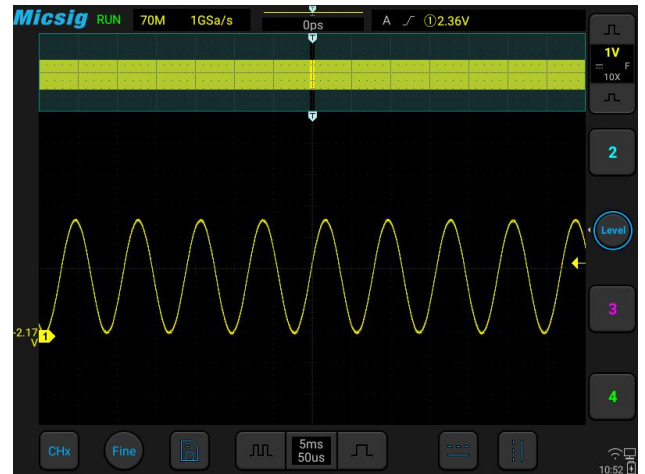 Micsig RUN 70M 1GSa/s 0ps A ①2.36V
T
1V
F
10X
T
2
Level
-2.17
V
1
3
4
CHx
Fine
5ms
50us
10:52